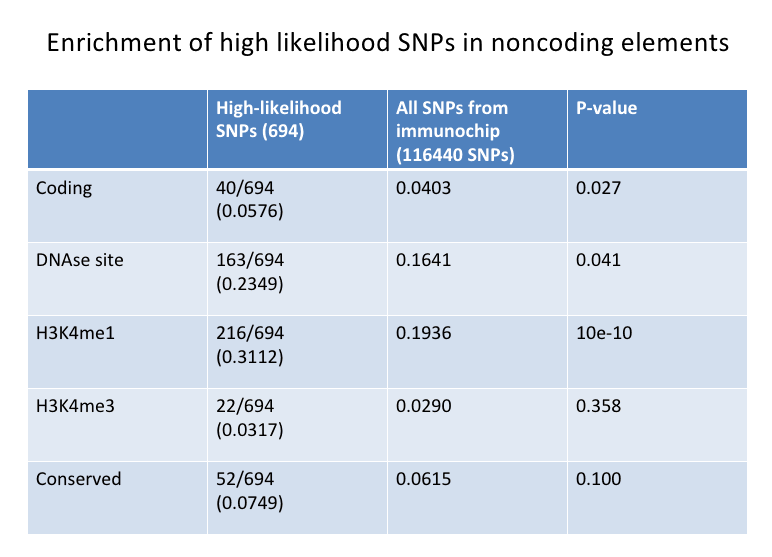 Enrichment of high likelihood SNPs in noncoding elements
High-likelihood
SNPs (694)
All SNPs from
immunochip
(116440 SNPs)
P-value
Coding
40/694
(0.0576)
0.0403
0.027
DNAse site
163/694
(0.2349)
0.1641
0.041
H3K4me1
216/694
(0.3112)
0.1936
10e-10
H3K4me3
22/694
(0.0317)
0.0290
0.358
Conserved
52/694
(0.0749)
0.0615
0.100